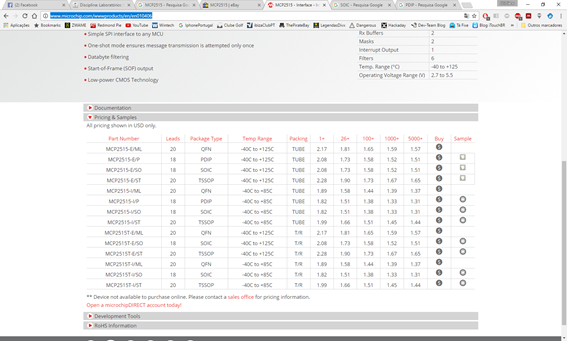 (2) Facebook
Disciplina: Laboratórios
MCP2515 | eBay
MCP2515 - Interface -
SOIC - Pesquisa Google
PDIP - Pesquisa Google
www.microchip.com/wwwproducts/en/en010406
Aplicações Bookmarks
Wintech IphonePortugal Clube Golf ThePirateBay LegendasDivx Dangerous Hackaday Dev-Team Blog Té Five Blog iTouchER Outros marcadores
Simple SPI interface to any MCU
One-shot mode ensures message transmission is attempted only once
Databyte filtering
Start-of-Frame (SOF) output
Low-power CMOS Technology
Rx Buffers 2
Masks 2
Interrupt Output 1
Filters 6
Temp. Range (°C) -40 to +125
Operating Voltage Range (V) 2.7 to 5.5
Documentation
Pricing & Samples
All pricing shown in USD only.
Part Number Leads Package Type Temp Range Packing 1+ 26+ 100+ 1000+ 5000+ Buy Sample
MCP2515-E/ML 20 QFN -40C to +125C TUBE 2.17 1.81 1.65 1.59 1.57
MCP2515-E/P 18 PDIP -40C to +125C TUBE 2.08 1.73 1.58 1.52 1.51
MCP2515-E/SO 18 SOIC -40C to +125C TUBE 2.08 1.73 1.58 1.52 1.51
MCP2515-E/ST 20 TSSOP -40C to +125C TUBE 2.28 1.90 1.73 1.67 1.65
MCP2515-I/ML 20 QFN -40C to +85C TUBE 1.89 1.58 1.44 1.39 1.37
MCP2515-I/P 18 PDIP -40C to +85C TUBE 1.82 1.51 1.38 1.33 1.31
MCP2515-I/SO 18 SOIC -40C to +85C TUBE 1.82 1.51 1.38 1.33 1.31
MCP2515-I/ST 20 TSSOP -40C to +85C TUBE 1.99 1.66 1.51 1.45 1.44
MCP2515T-E/ML 20 QFN -40C to +125C T/R 2.17 1.81 1.65 1.59 1.57
MCP2515T-E/SO 18 SOIC -40C to +125C T/R 2.08 1.73 1.58 1.52 1.51
MCP2515T-E/ST 20 TSSOP -40C to +125C T/R 2.28 1.90 1.73 1.67 1.65
MCP2515T-I/ML 20 QFN -40C to +85C T/R 1.89 1.58 1.44 1.39 1.37
MCP2515T-I/SO 18 SOIC -40C to +85C T/R 1.82 1.51 1.38 1.33 1.31
MCP2515T-I/ST 20 TSSOP -40C to +85C T/R 1.99 1.66 1.51 1.45 1.44
** Device not available to purchase online. Please contact a sales office for pricing information.
Open a microchipDIRECT account today!
Development Tools
RoHS Information